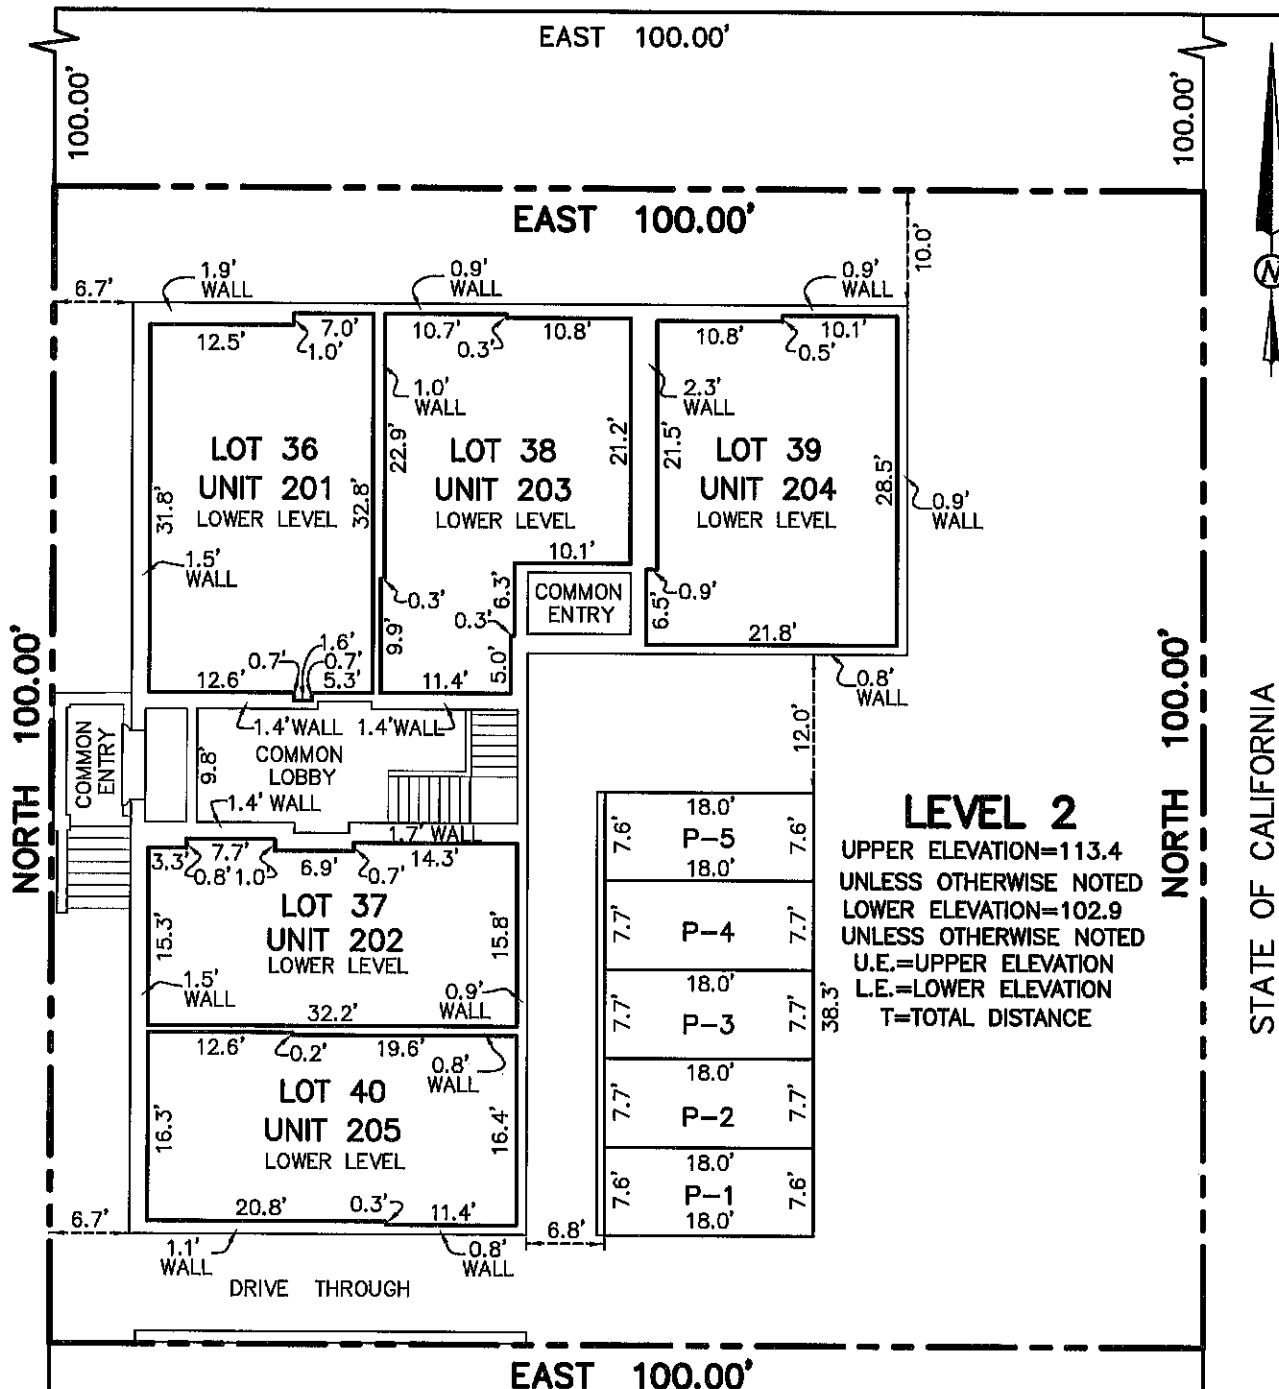 EAST 100.00'
100.00'
100.00'
N
EAST 100.00'
10.0'
6.7'
1.9'
WALL
0.9'
WALL
0.9'
WALL
12.5'
7.0'
1.0'
10.7'
0.3'
10.8'
10.8'
10.1'
0.5'
1.0'
WALL
2.3'
WALL
LOT 36
UNIT 201
LOWER LEVEL
31.8'
32.8'
22.9'
LOT 38
UNIT 203
LOWER LEVEL
21.2'
21.5'
LOT 39
UNIT 204
LOWER LEVEL
28.5'
0.9'
WALL
1.5'
WALL
10.1'
0.3'
9.9'
6.3'
0.3'
5.0'
COMMON
ENTRY
0.9'
6.5'
21.8'
0.8'
WALL
1.6'
0.7'
0.7'
12.6'
5.3'
11.4'
NORTH 100.00'
NORTH 100.00'
STATE OF CALIFORNIA
COMMON
ENTRY
1.4' WALL
1.4' WALL
9.8'
COMMON
LOBBY
1.4' WALL
1.7' WALL
12.0'
3.3'
7.7'
0.8'
1.0'
6.9'
0.7'
14.3'
LOT 37
UNIT 202
LOWER LEVEL
15.3'
15.8'
1.5'
WALL
0.9'
WALL
32.2'
12.6'
0.2'
19.6'
0.8'
WALL
LOT 40
UNIT 205
LOWER LEVEL
16.3'
16.4'
20.8'
0.3'
11.4'
6.7'
1.1'
WALL
0.8'
WALL
6.8'
DRIVE THROUGH
18.0'
7.6'
P-5
7.6'
18.0'
7.7'
P-4
7.7'
18.0'
7.7'
P-3
7.7'
38.3'
18.0'
7.7'
P-2
7.7'
18.0'
7.6'
P-1
7.6'
18.0'
LEVEL 2
UPPER ELEVATION=113.4
UNLESS OTHERWISE NOTED
LOWER ELEVATION=102.9
UNLESS OTHERWISE NOTED
U.E.=UPPER ELEVATION
L.E.=LOWER ELEVATION
T=TOTAL DISTANCE
EAST 100.00'